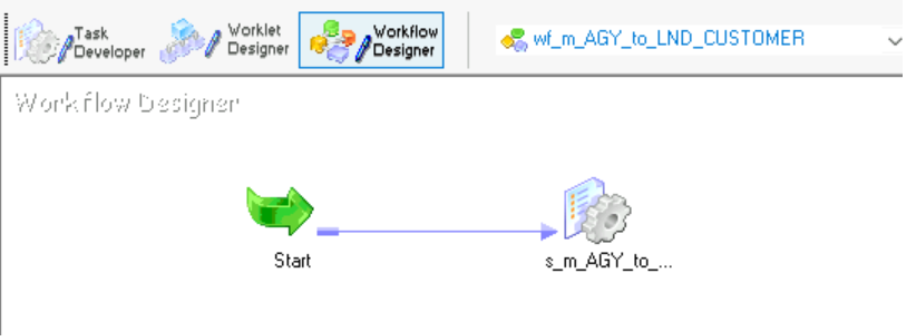 Task
Developer
Worklet
Designer
Workflow
Designer
wf_m_AGY_to_LND_CUSTOMER
Workflow Designer
Start
s_m_AGY_to_...